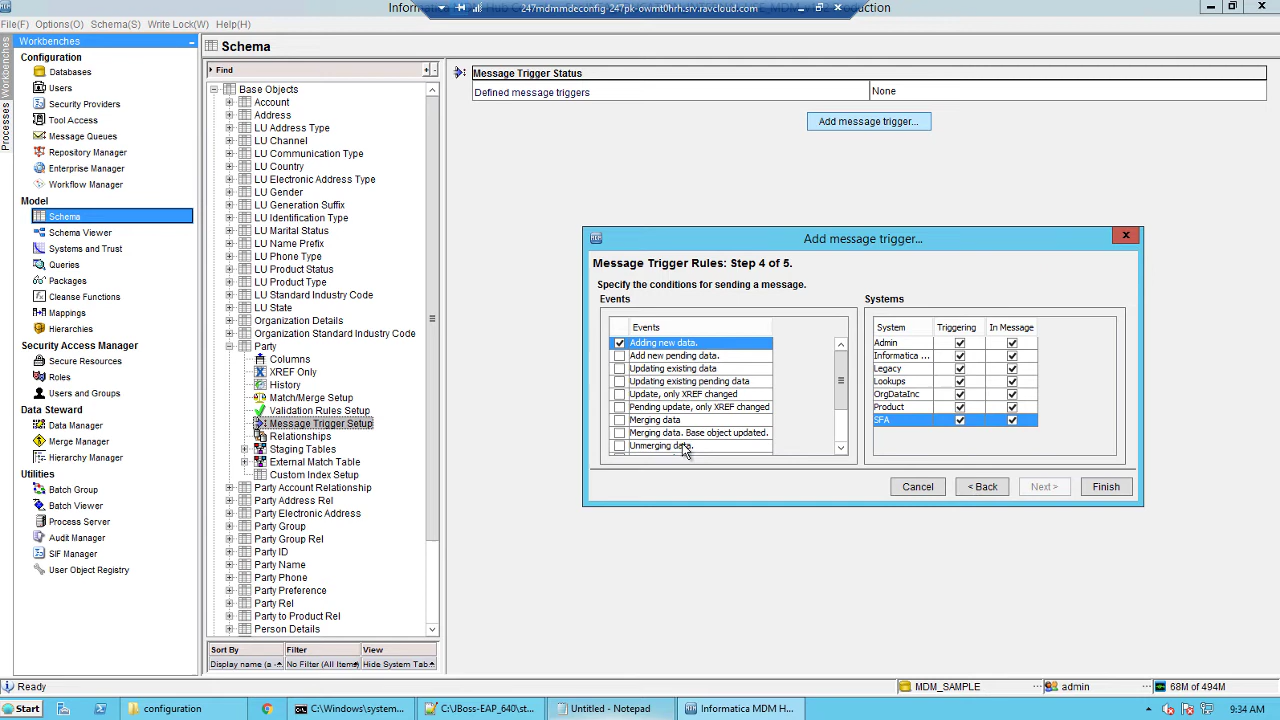 Informatica
247mdmmdeconfig-247pk-owmt0hrh.srv.ravcloud.com
oduction
File(F) Options(O) Schema(S) Write Lock(W) Help(H)
Workbenches
Processes
Workbenches
Configuration
Databases
Users
Security Providers
Tool Access
Message Queues
Repository Manager
Enterprise Manager
Workflow Manager
Model
Schema
Schema Viewer
Systems and Trust
Queries
Packages
Cleanse Functions
Mappings
Hierarchies
Security Access Manager
Secure Resources
Roles
Users and Groups
Data Steward
Data Manager
Merge Manager
Hierarchy Manager
Utilities
Batch Group
Batch Viewer
Process Server
Audit Manager
SIF Manager
User Object Registry
Schema
Find
Base Objects
Account
Address
LU Address Type
LU Channel
LU Communication Type
LU Country
LU Electronic Address Type
LU Gender
LU Generation Suffix
LU Identification Type
LU Marital Status
LU Name Prefix
LU Phone Type
LU Product Status
LU Product Type
LU Standard Industry Code
LU State
Organization Details
Organization Standard Industry Code
Party
Columns
XREF Only
History
Match/Merge Setup
Validation Rules Setup
Message Trigger Setup
Relationships
Staging Tables
External Match Table
Custom Index Setup
Party Account Relationship
Party Address Rel
Party Electronic Address
Party Group
Party Group Rel
Party ID
Party Name
Party Phone
Party Preference
Party Rel
Party to Product Rel
Person Details
Sort By Filter View
Display name (a - No Filter (All Items) Hide System Tab
Message Trigger Status
Defined message triggers None
Add message trigger...
Add message trigger...
Message Trigger Rules: Step 4 of 5.
Specify the conditions for sending a message.
Events
Events
Adding new data.
Add new pending data.
Updating existing data
Updating existing pending data
Update, only XREF changed
Pending update, only XREF changed
Merging data
Merging data. Base object updated.
Unmerging data.
Systems
System Triggering In Message
Admin
Informatica ...
Legacy
Lookups
OrgDataInc
Product
SFA
Cancel < Back Next > Finish
Ready
MDM_SAMPLE
admin
68M of 494M
Start
configuration
C:\Windows\system...
Untitled - Notepad
Informatica MDM H...
9:34 AM